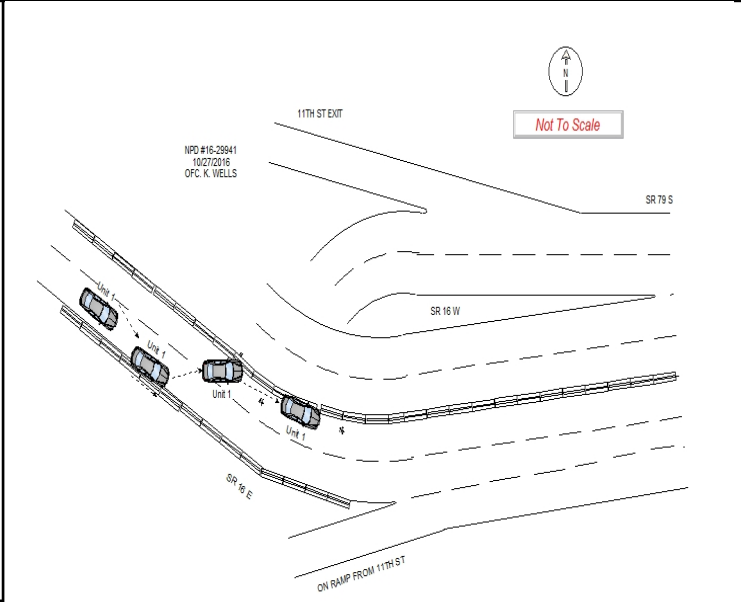 N
11TH ST EXIT
Not To Scale
NPD #16-29941
10/27/2016
OFC. K. WELLS
SR 79 S
Unit 1
SR 16 W
Unit 1
Unit 1
Unit 1
SR 16 E
ON RAMP FROM 11TH ST